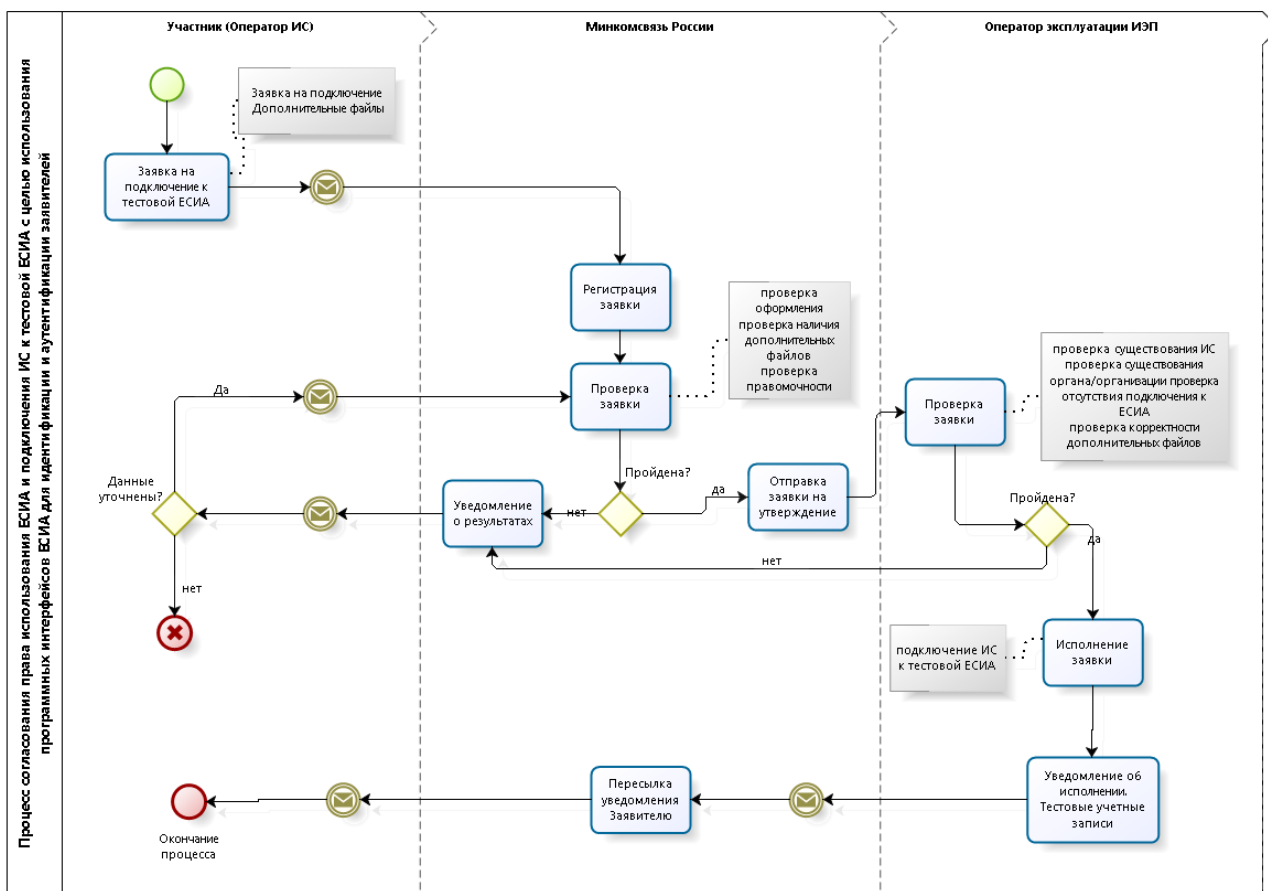 Процесс согласования права использования ЕСИА и подключения ИС к тестовой ЕСИА с целью использования
программных интерфейсов ЕСИА для идентификации и аутентификации заявителей
Участник (Оператор ИС)
Минкомсвязь России
Оператор эксплуатации ИЭП
Заявка на подключение
Дополнительные файлы
Заявка на
подключение к
тестовой ЕСИА
Регистрация
заявки
проверка
оформления
проверка наличия
дополнительных
файлов
проверка
правомочности
проверка существования ИС
проверка существования
органа/организации проверка
отсутствия подключения к
ЕСИА
проверка корректности
дополнительных файлов
Да
Проверка
заявки
Проверка
заявки
Данные
уточнены?
Пройдена?
Уведомление
о результатах
нет
да
Отправка
заявки на
утверждение
Пройдена?
да
нет
нет
подключение ИС
к тестовой ЕСИА
Исполнение
заявки
Пересылка
уведомления
Заявителю
Уведомление об
исполнении.
Тестовые учетные
записи
Окончание
процесса